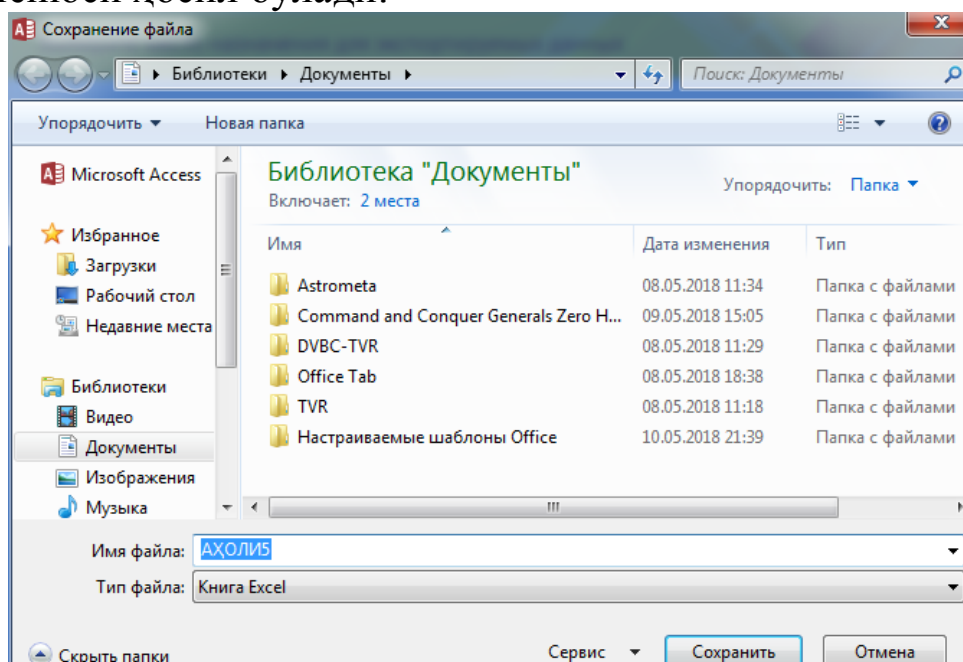 ҳосил бўлади.
Сохранение файла
Библиотеки Документы
Поиск: Документы
Упорядочить Новая папка
Microsoft Access
Избранное
Загрузки
Рабочий стол
Недавние места
Библиотеки
Видео
Документы
Изображения
Музыка
Библиотека "Документы"
Включает: 2 места
Упорядочить: Папка
Имя Дата изменения Тип
Astrometa 08.05.2018 11:34 Папка с файлами
Command and Conquer Generals Zero H... 09.05.2018 15:05 Папка с файлами
DVBC-TVR 08.05.2018 11:29 Папка с файлами
Office Tab 08.05.2018 18:38 Папка с файлами
TVR 08.05.2018 11:18 Папка с файлами
Настраиваемые шаблоны Office 10.05.2018 21:39 Папка с файлами
Имя файла: АҲОЛИ5
Тип файла: Книга Excel
Скрыть папки Сервис Сохранить Отмена